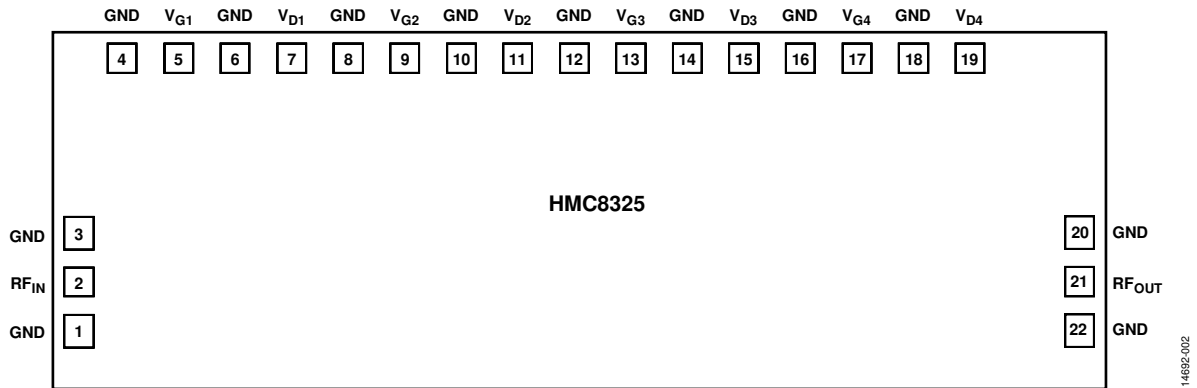 GND V_G1 GND V_D1 GND V_G2 GND V_D2 GND V_G3 GND V_D3 GND V_G4 GND V_D4
4 5 6 7 8 9 10 11 12 13 14 15 16 17 18 19
HMC8325
GND 3 20 GND
RF_IN 2 21 RF_OUT
GND 1 22 GND
14692-002